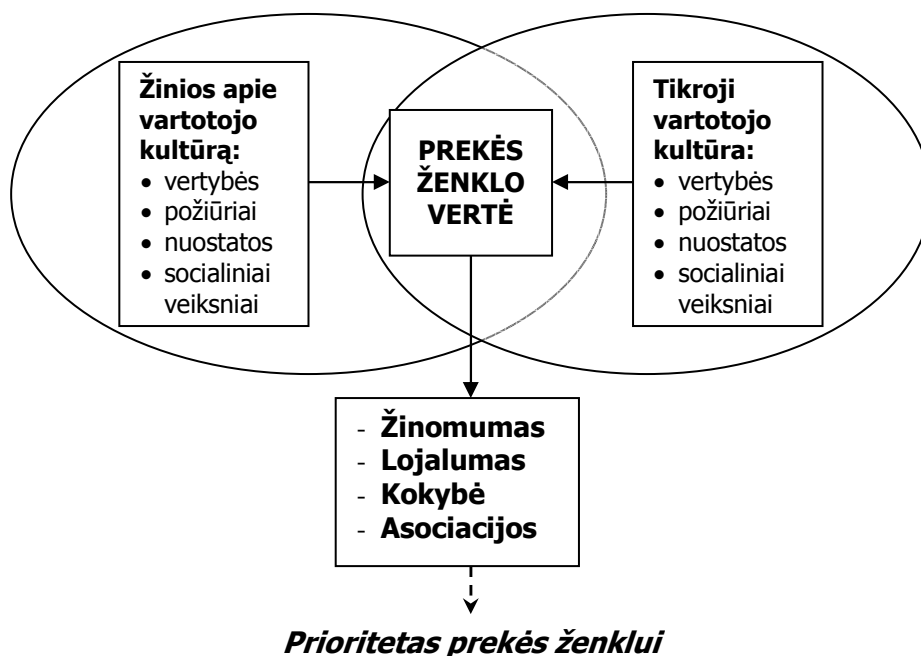 Žinios apie
vartotojo
kultūrą:
• vertybės
• požiūriai
• nuostatos
• socialiniai
veiksniai
PREKĖS
ŽENKLO
VERTĖ
Tikroji
vartotojo
kultūra:
• vertybės
• požiūriai
• nuostatos
• socialiniai
veiksniai
- Žinomumas
- Lojalumas
- Kokybė
- Asociacijos
Prioritetas prekės ženklui